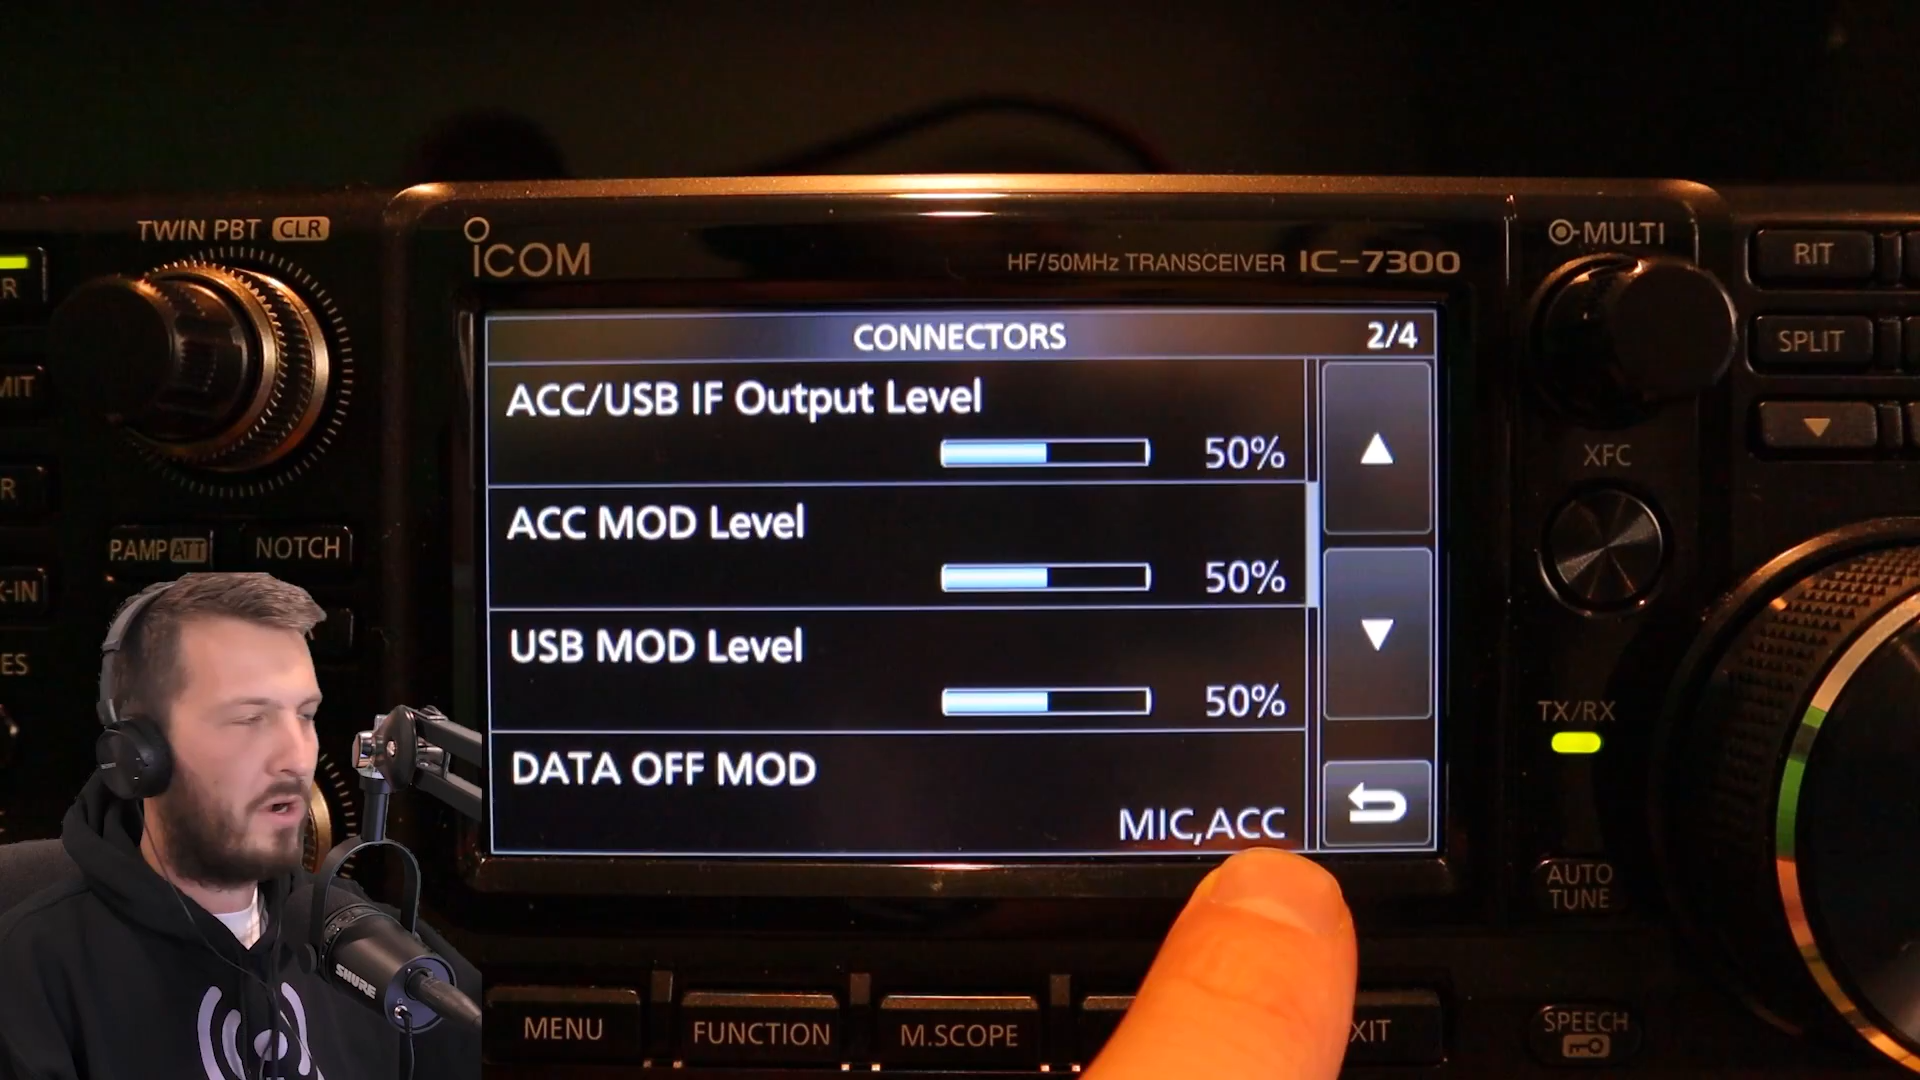 TWIN PBT CLR
ICOM
HF/50MHz TRANSCEIVER IC-7300
MULTI
RIT
CONNECTORS 2/4
SPLIT
ACC/USB IF Output Level
50%
XFC
ACC MOD Level
50%
P.AMP ATT
NOTCH
USB MOD Level
50%
TX/RX
DATA OFF MOD
MIC,ACC
AUTO
TUNE
SHURE
MENU
FUNCTION
M.SCOPE
XIT
SPEECH